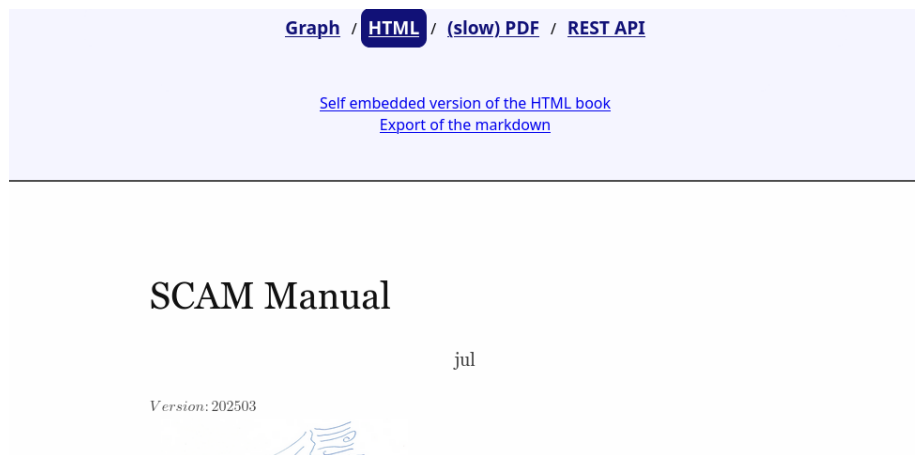 Graph / HTML / (slow) PDF / REST API
Self embedded version of the HTML book
Export of the markdown
SCAM Manual
jul
Version: 202503